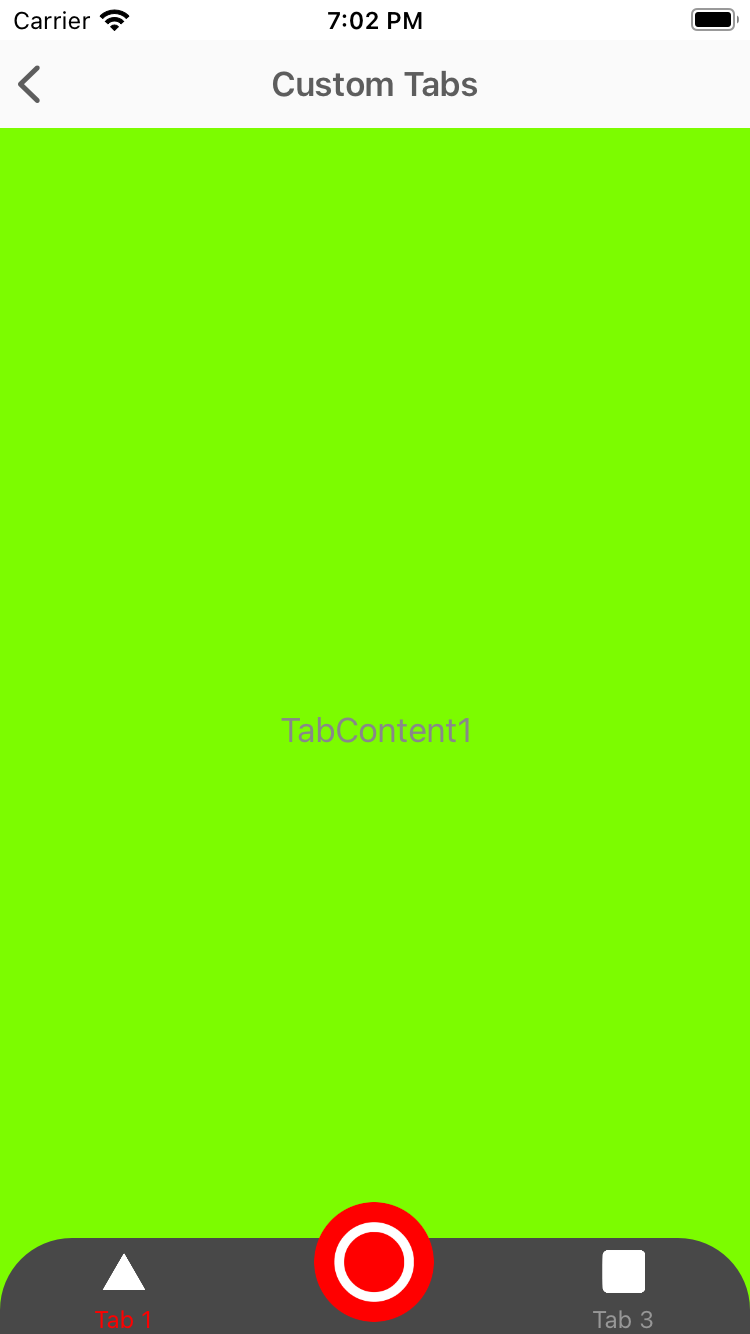 Carrier 7:02 PM
Custom Tabs
TabContent1
Tab 1 Tab 3